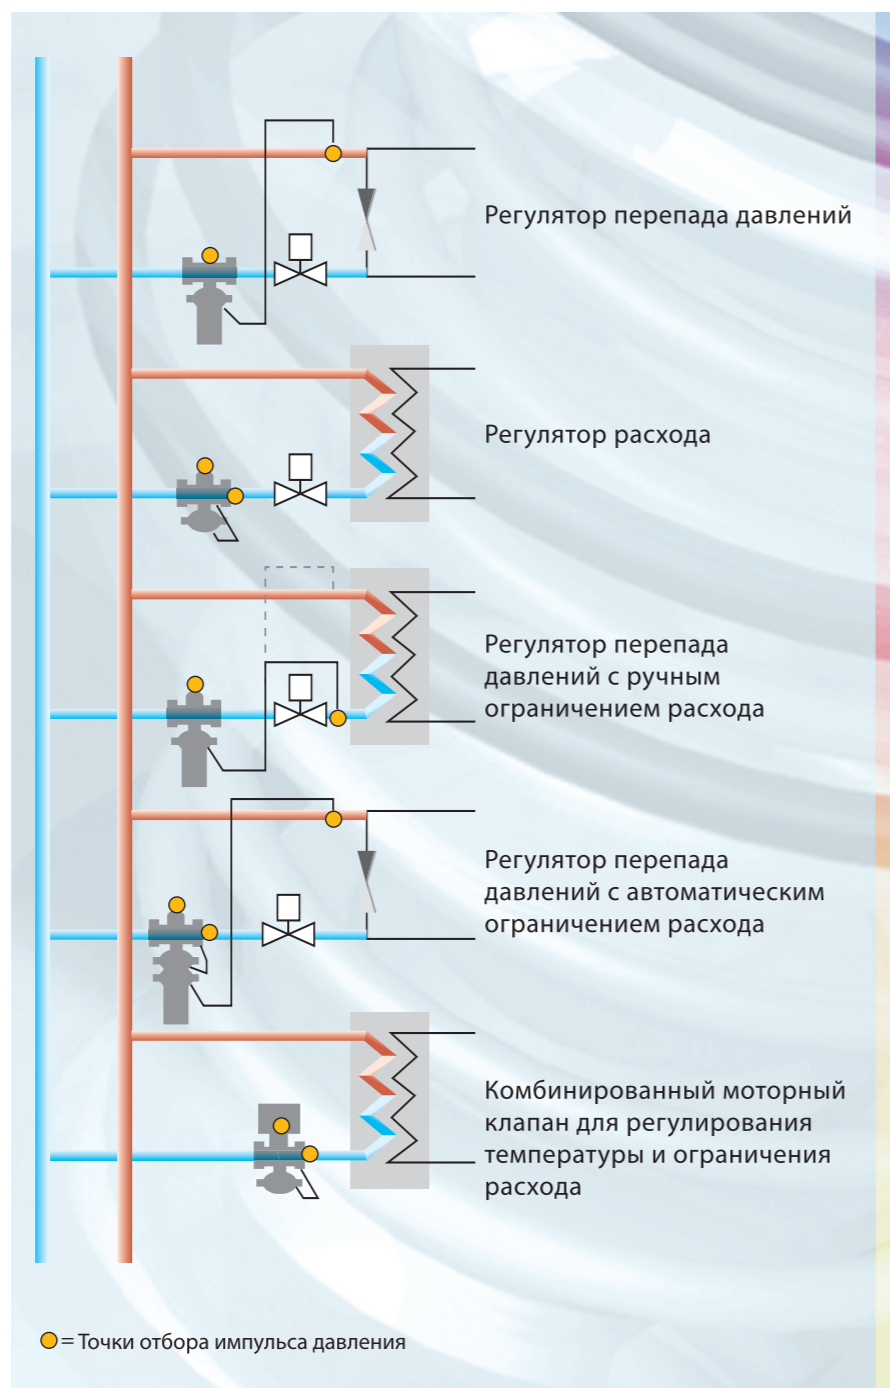 Регулятор перепада давлений
Регулятор расхода
Регулятор перепада
давлений с ручным
ограничением расхода
Регулятор перепада
давлений с автоматическим
ограничением расхода
Комбинированный моторный
клапан для регулирования
температуры и ограничения
расхода
= Точки отбора импульса давления